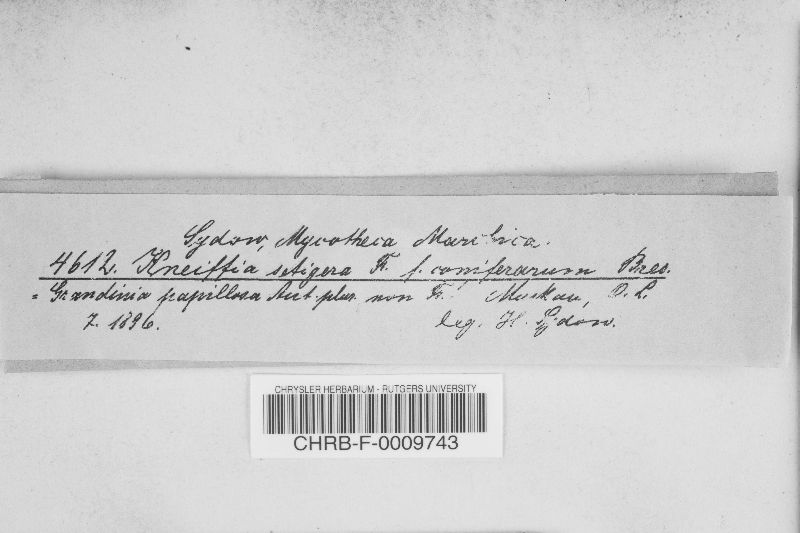 Sydow, Mycotheca Marchica.
4612. Kneiffia setigera Fr. f. coniferarum Bres.
= Grandinia papillosa Auct. plur. non Fr. Muskau, O. L.
7. 1896. leg. H. Sydow.
CHRYSLER HERBARIUM - RUTGERS UNIVERSITY
CHRB-F-0009743